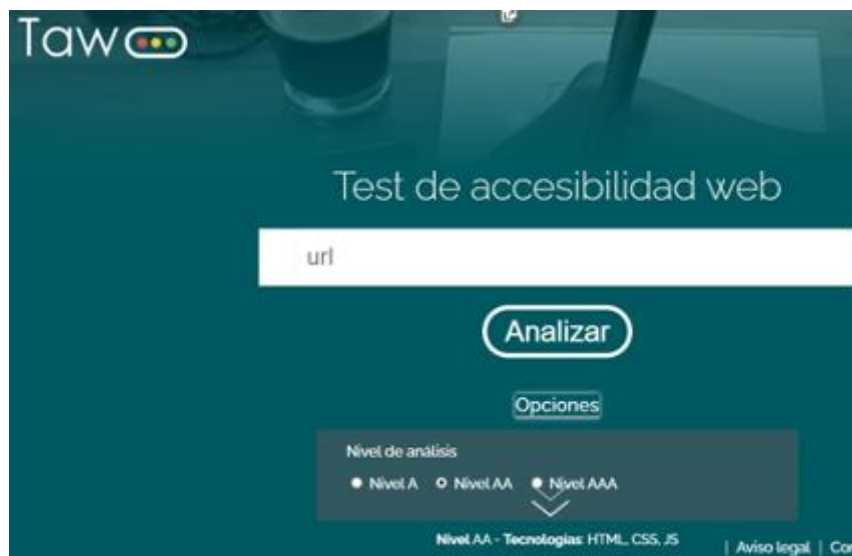 Taw
Test de accesibilidad web
url
Analizar
Opciones
Nivel de análisis
Nivel A Nivel AA Nivel AAA
Nivel AA - Tecnologías: HTML, CSS, JS
| Aviso legal | Con